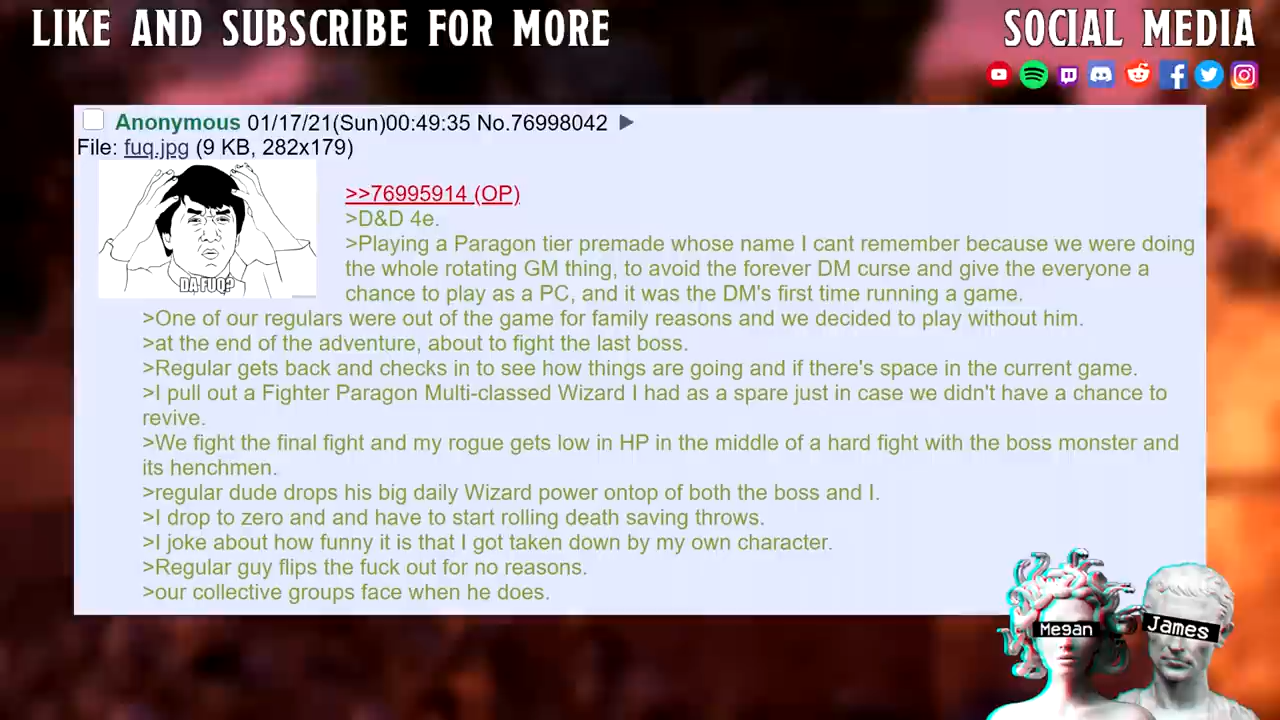 LIKE AND SUBSCRIBE FOR MORE
SOCIAL MEDIA
Anonymous 01/17/21(Sun)00:49:35 No.76998042 ▶
File: fuq.jpg (9 KB, 282x179)
DA FUQ?
>>76995914 (OP)
>D&D 4e.
>Playing a Paragon tier premade whose name I cant remember because we were doing
the whole rotating GM thing, to avoid the forever DM curse and give the everyone a
chance to play as a PC, and it was the DM's first time running a game.
>One of our regulars were out of the game for family reasons and we decided to play without him.
>at the end of the adventure, about to fight the last boss.
>Regular gets back and checks in to see how things are going and if there's space in the current game.
>I pull out a Fighter Paragon Multi-classed Wizard I had as a spare just in case we didn't have a chance to
revive.
>We fight the final fight and my rogue gets low in HP in the middle of a hard fight with the boss monster and
its henchmen.
>regular dude drops his big daily Wizard power ontop of both the boss and I.
>I drop to zero and and have to start rolling death saving throws.
>I joke about how funny it is that I got taken down by my own character.
>Regular guy flips the fuck out for no reasons.
>our collective groups face when he does.
Megan
James